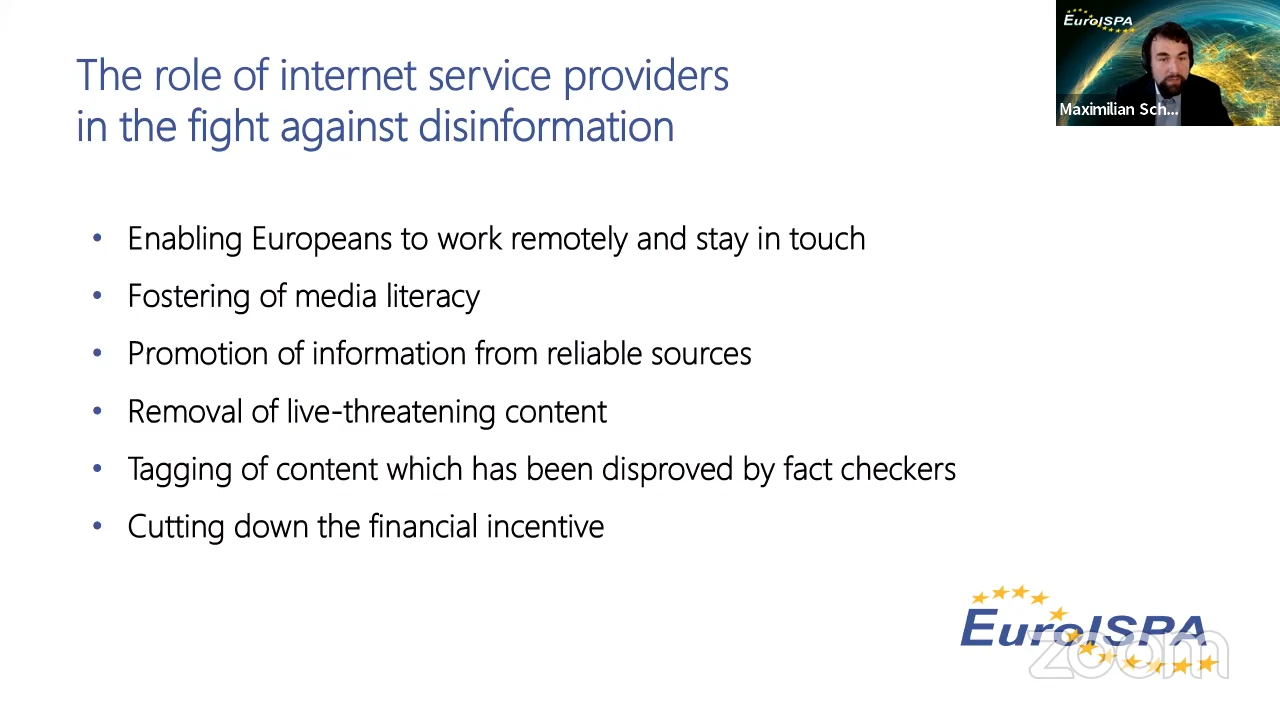 The role of internet service providers
in the fight against disinformation
EuroISPA
Maximilian Sch...
• Enabling Europeans to work remotely and stay in touch
• Fostering of media literacy
• Promotion of information from reliable sources
• Removal of live-threatening content
• Tagging of content which has been disproved by fact checkers
• Cutting down the financial incentive
EuroISPA
zoom